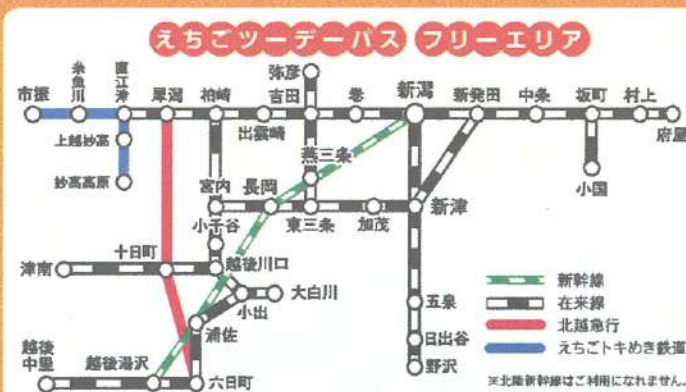 えちごツーデーパス フリーエリア
弥彦
市振
糸魚川
直江津
犀潟
柏崎
吉田
巻
新潟
新発田
中条
坂町
村上
府屋
出雲崎
上越妙高
燕三条
妙高高原
宮内
長岡
小国
東三条
加茂
新津
小千谷
十日町
越後川口
津南
大白川
小出
五泉
浦佐
日出谷
越後中里
越後湯沢
六日町
野沢
新幹線
在来線
北越急行
えちごトキめき鉄道
※北陸新幹線はご利用になれません。